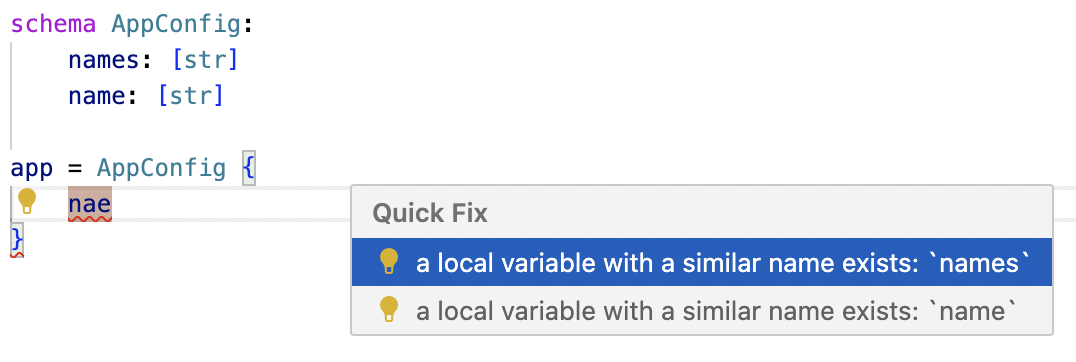 schema AppConfig:
names: [str]
name: [str]
app = AppConfig {
nae
}
Quick Fix
a local variable with a similar name exists: `names`
a local variable with a similar name exists: `name`